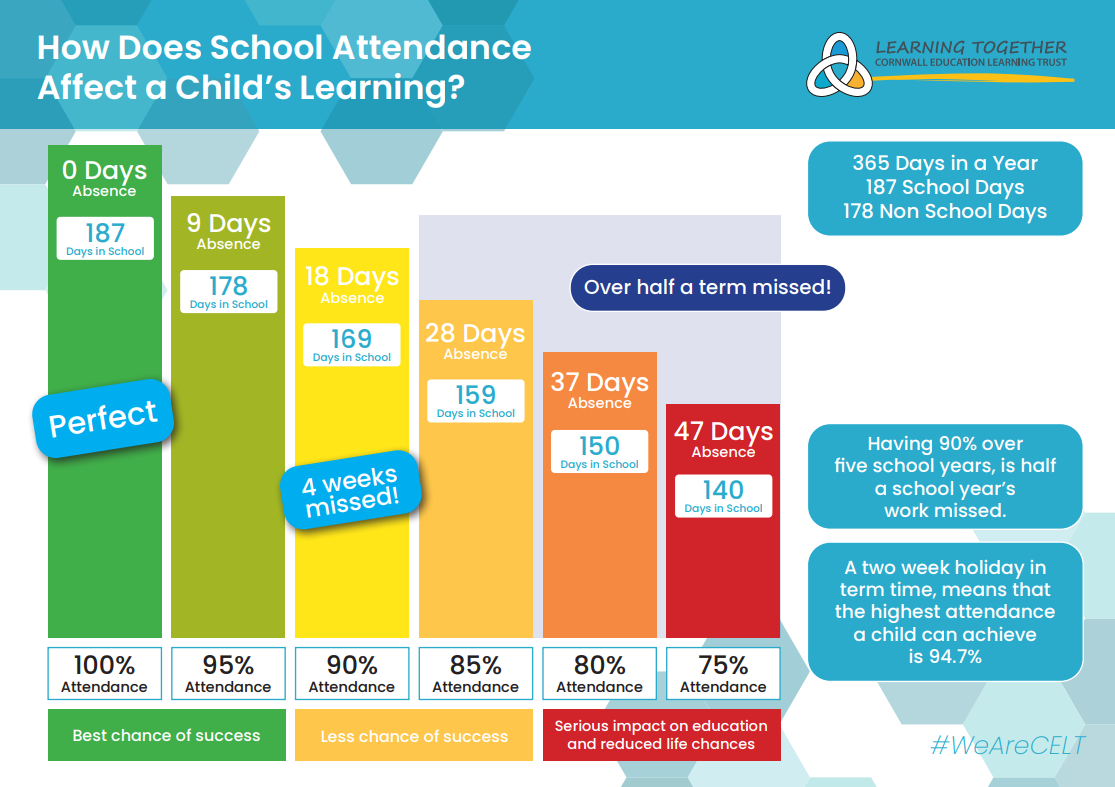 How Does School Attendance
Affect a Child's Learning?
LEARNING TOGETHER
CORNWALL EDUCATION LEARNING TRUST
0 Days
Absence
187
Days in School
Perfect
100%
Attendance
9 Days
Absence
178
Days in School
95%
Attendance
Best chance of success
18 Days
Absence
169
Days in School
4 weeks
missed!
90%
Attendance
28 Days
Absence
159
Days in School
85%
Attendance
Less chance of success
Over half a term missed!
37 Days
Absence
150
Days in School
80%
Attendance
47 Days
Absence
140
Days in School
75%
Attendance
Serious impact on education
and reduced life chances
365 Days in a Year
187 School Days
178 Non School Days
Having 90% over
five school years, is half
a school year's
work missed.
A two week holiday in
term time, means that
the highest attendance
a child can achieve
is 94.7%
#WeAreCELT